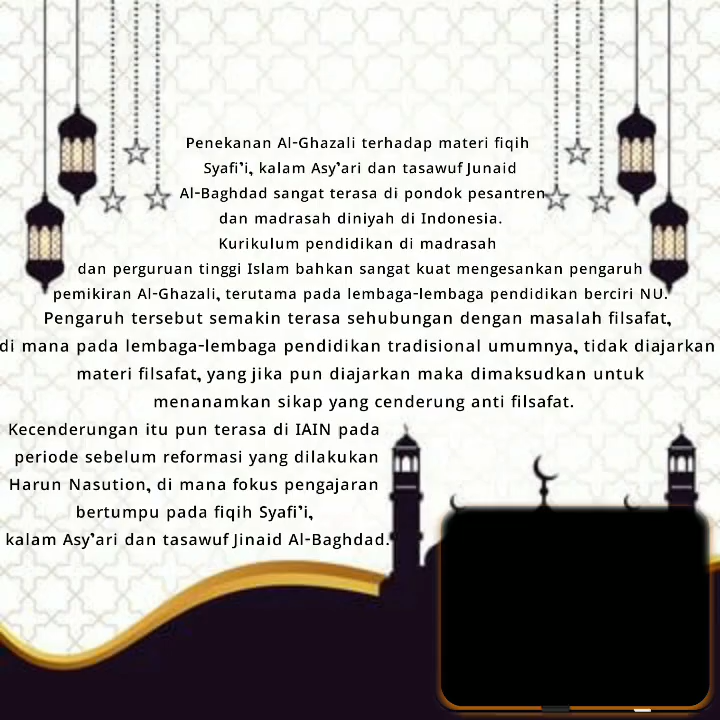 Penekanan Al-Ghazali terhadap materi fiqih
Syafi'i, kalam Asy'ari dan tasawuf Junaid
Al-Baghdad sangat terasa di pondok pesantren
dan madrasah diniyah di Indonesia.
Kurikulum pendidikan di madrasah
dan perguruan tinggi Islam bahkan sangat kuat mengesankan pengaruh
pemikiran Al-Ghazali, terutama pada lembaga-lembaga pendidikan berciri NU.
Pengaruh tersebut semakin terasa sehubungan dengan masalah filsafat,
di mana pada lembaga-lembaga pendidikan tradisional umumnya, tidak diajarkan
materi filsafat, yang jika pun diajarkan maka dimaksudkan untuk
menanamkan sikap yang cenderung anti filsafat.
Kecenderungan itu pun terasa di IAIN pada
periode sebelum reformasi yang dilakukan
Harun Nasution, di mana fokus pengajaran
bertumpu pada fiqih Syafi'i,
kalam Asy'ari dan tasawuf Jinaid Al-Baghdad.